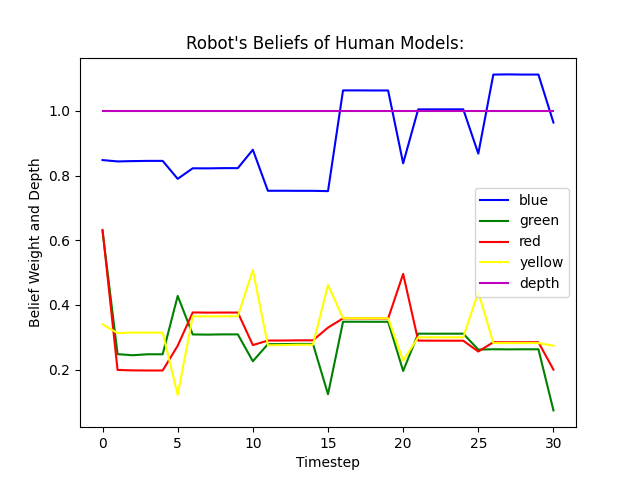 Robot's Beliefs of Human Models:
Belief Weight and Depth
1.0
0.8
0.6
0.4
0.2
blue
green
red
yellow
depth
0 5 10 15 20 25 30
Timestep